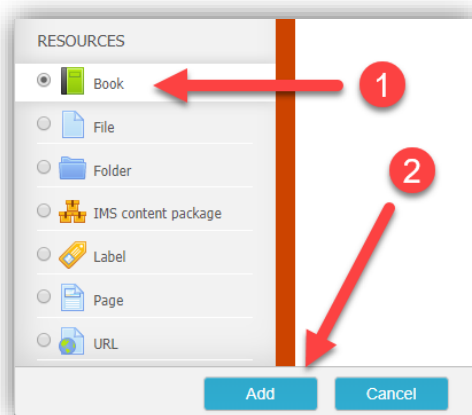 RESOURCES
Book
1
File
2
Folder
IMS content package
Label
Page
URL
Add Cancel